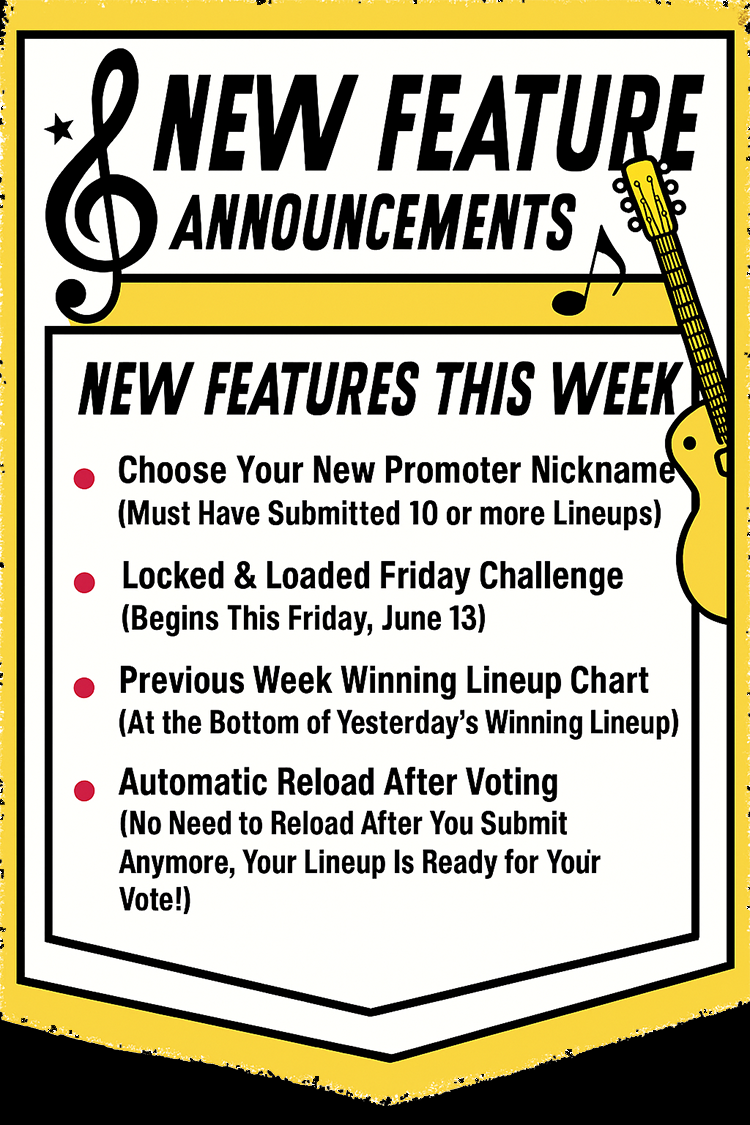 NEW FEATURE
ANNOUNCEMENTS
NEW FEATURES THIS WEEK
Choose Your New Promoter Nickname
(Must Have Submitted 10 or more Lineups)
Locked & Loaded Friday Challenge
(Begins This Friday, June 13)
Previous Week Winning Lineup Chart
(At the Bottom of Yesterday's Winning Lineup)
Automatic Reload After Voting
(No Need to Reload After You Submit
Anymore, Your Lineup Is Ready for Your
Vote!)